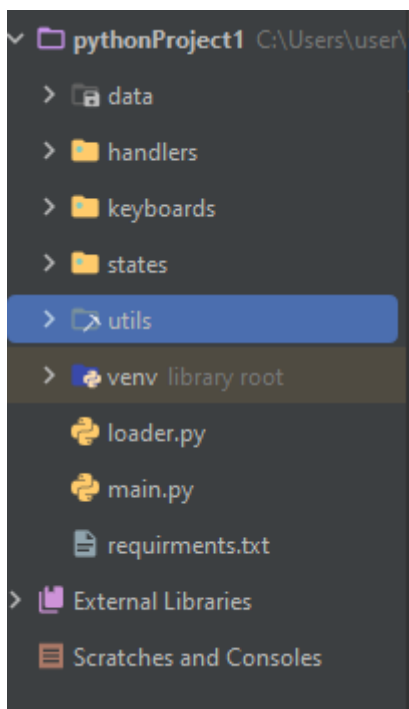 pythonProject1 C:\Users\user\
data
handlers
keyboards
states
utils
venv library root
loader.py
main.py
requirments.txt
External Libraries
Scratches and Consoles